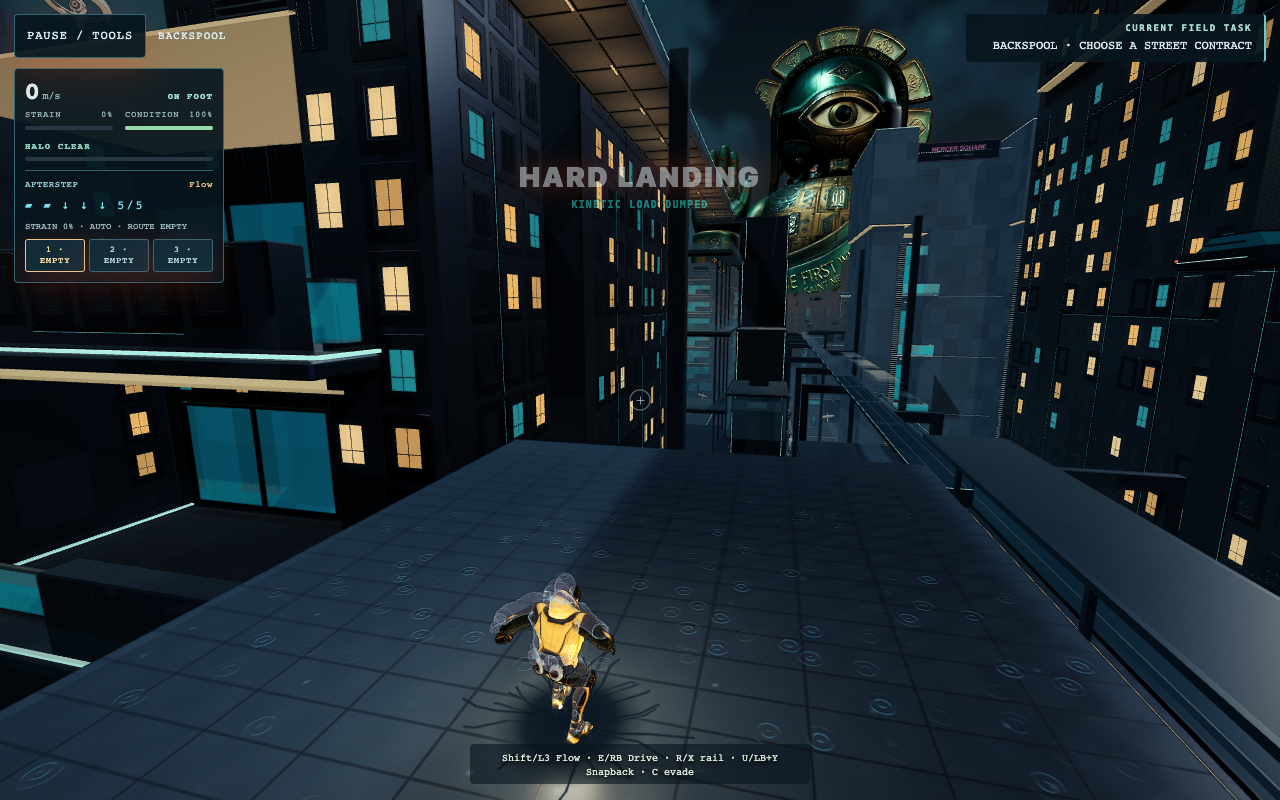 PAUSE / TOOLS
BACKSPOOL
CURRENT FIELD TASK
BACKSPOOL · CHOOSE A STREET CONTRACT
0 m/s
ON FOOT
STRAIN 0%
CONDITION 100%
HALO CLEAR
AFTERSTEP
Flow
5/5
STRAIN 0% · AUTO · ROUTE EMPTY
1 · EMPTY
2 · EMPTY
3 · EMPTY
HARD LANDING
KINETIC LOAD DUMPED
MERCER SQUARE
E FIRST
Shift/L3 Flow · E/RB Drive · R/X rail · U/LB+Y
Snapback · C evade